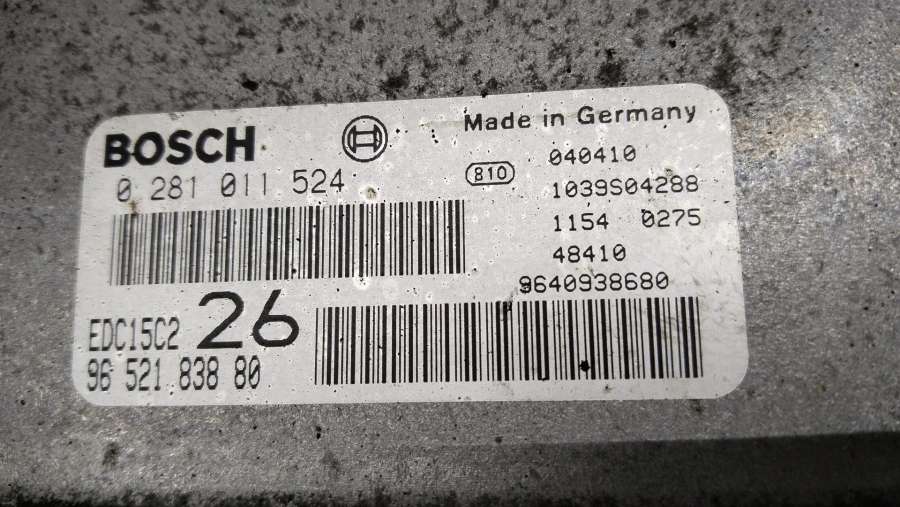 BOSCH
Made in Germany
0 281 011 524
810
040410
1039S04288
1154 0275
48410
9640938680
EDC15C2
26
96 521 838 80